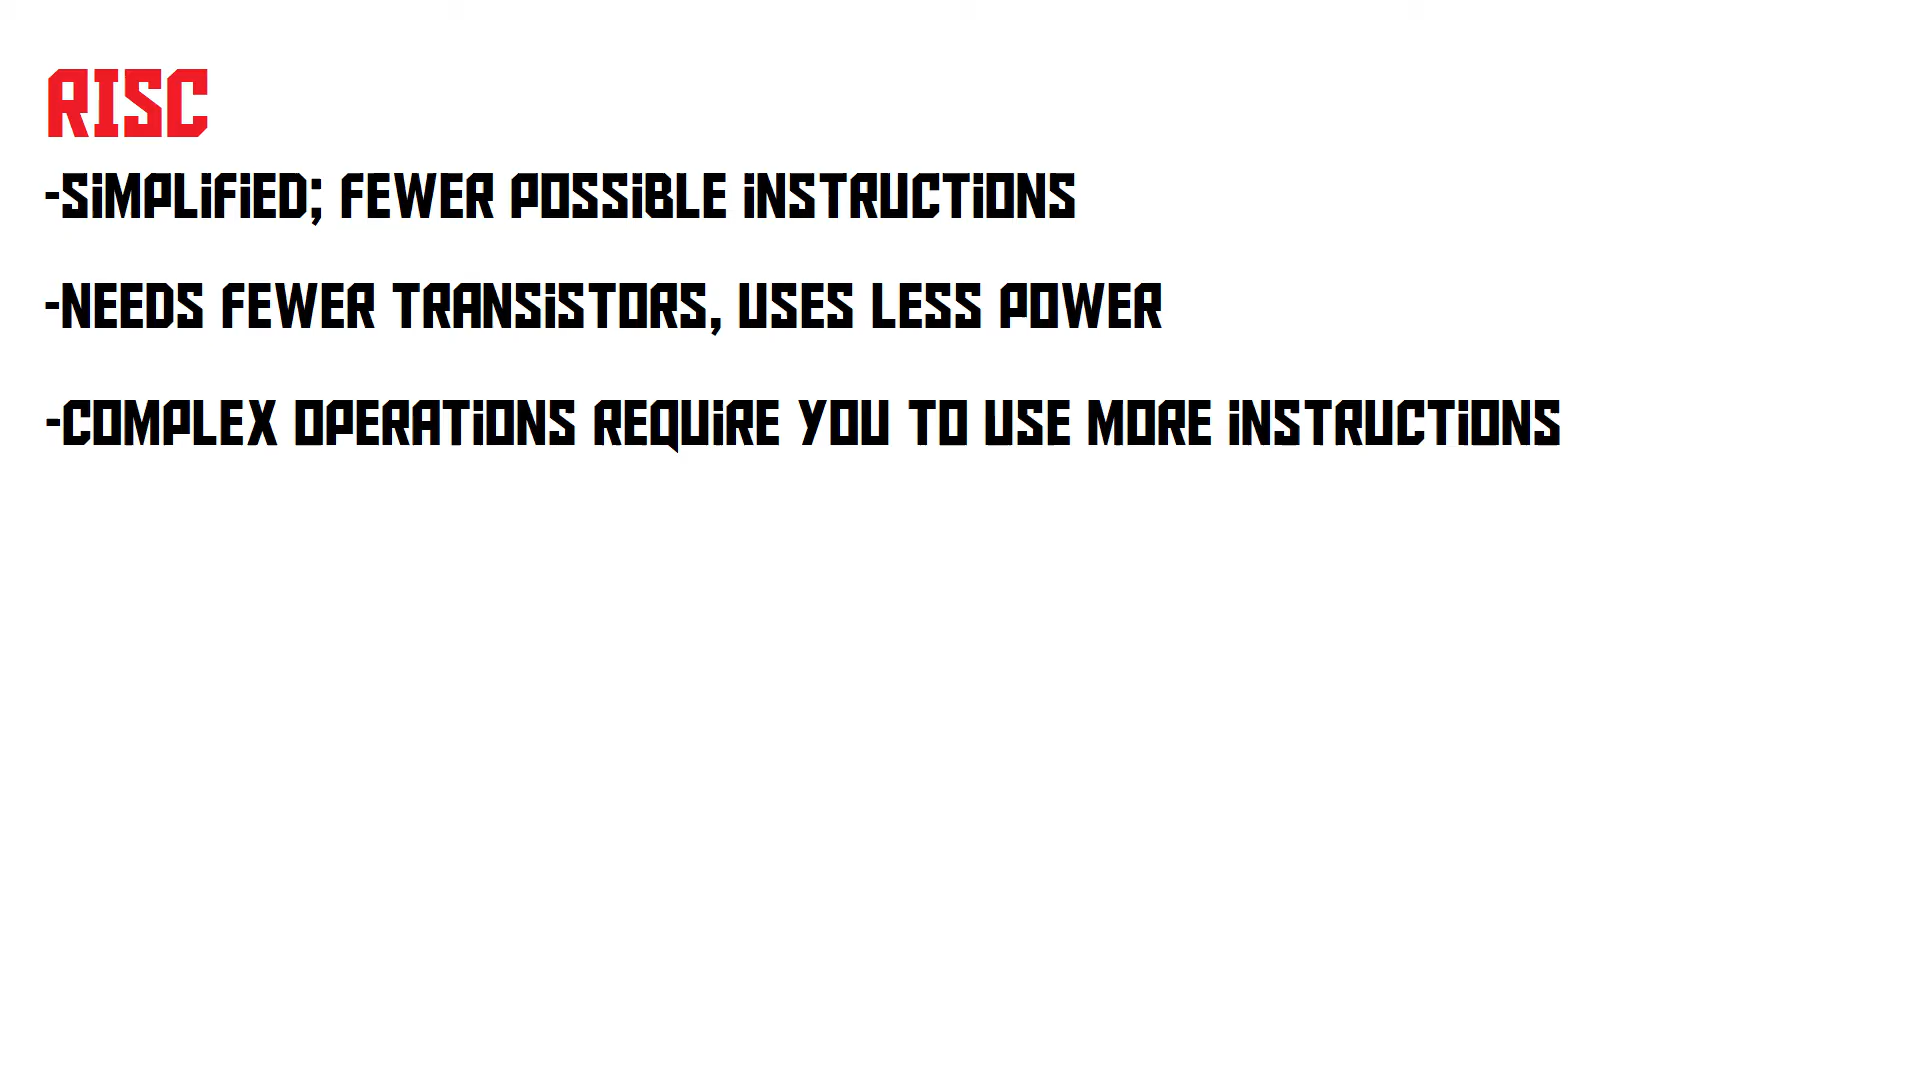 RISC
-SiMPLiFiED; FEWER POSSiBLE iNSTRUCTiONS
-NEEDS FEWER TRANSiSTORS, USES LESS POWER
-COMPLEX OPERATiONS REQUiRE YOU TO USE MORE iNSTRUCTiONS